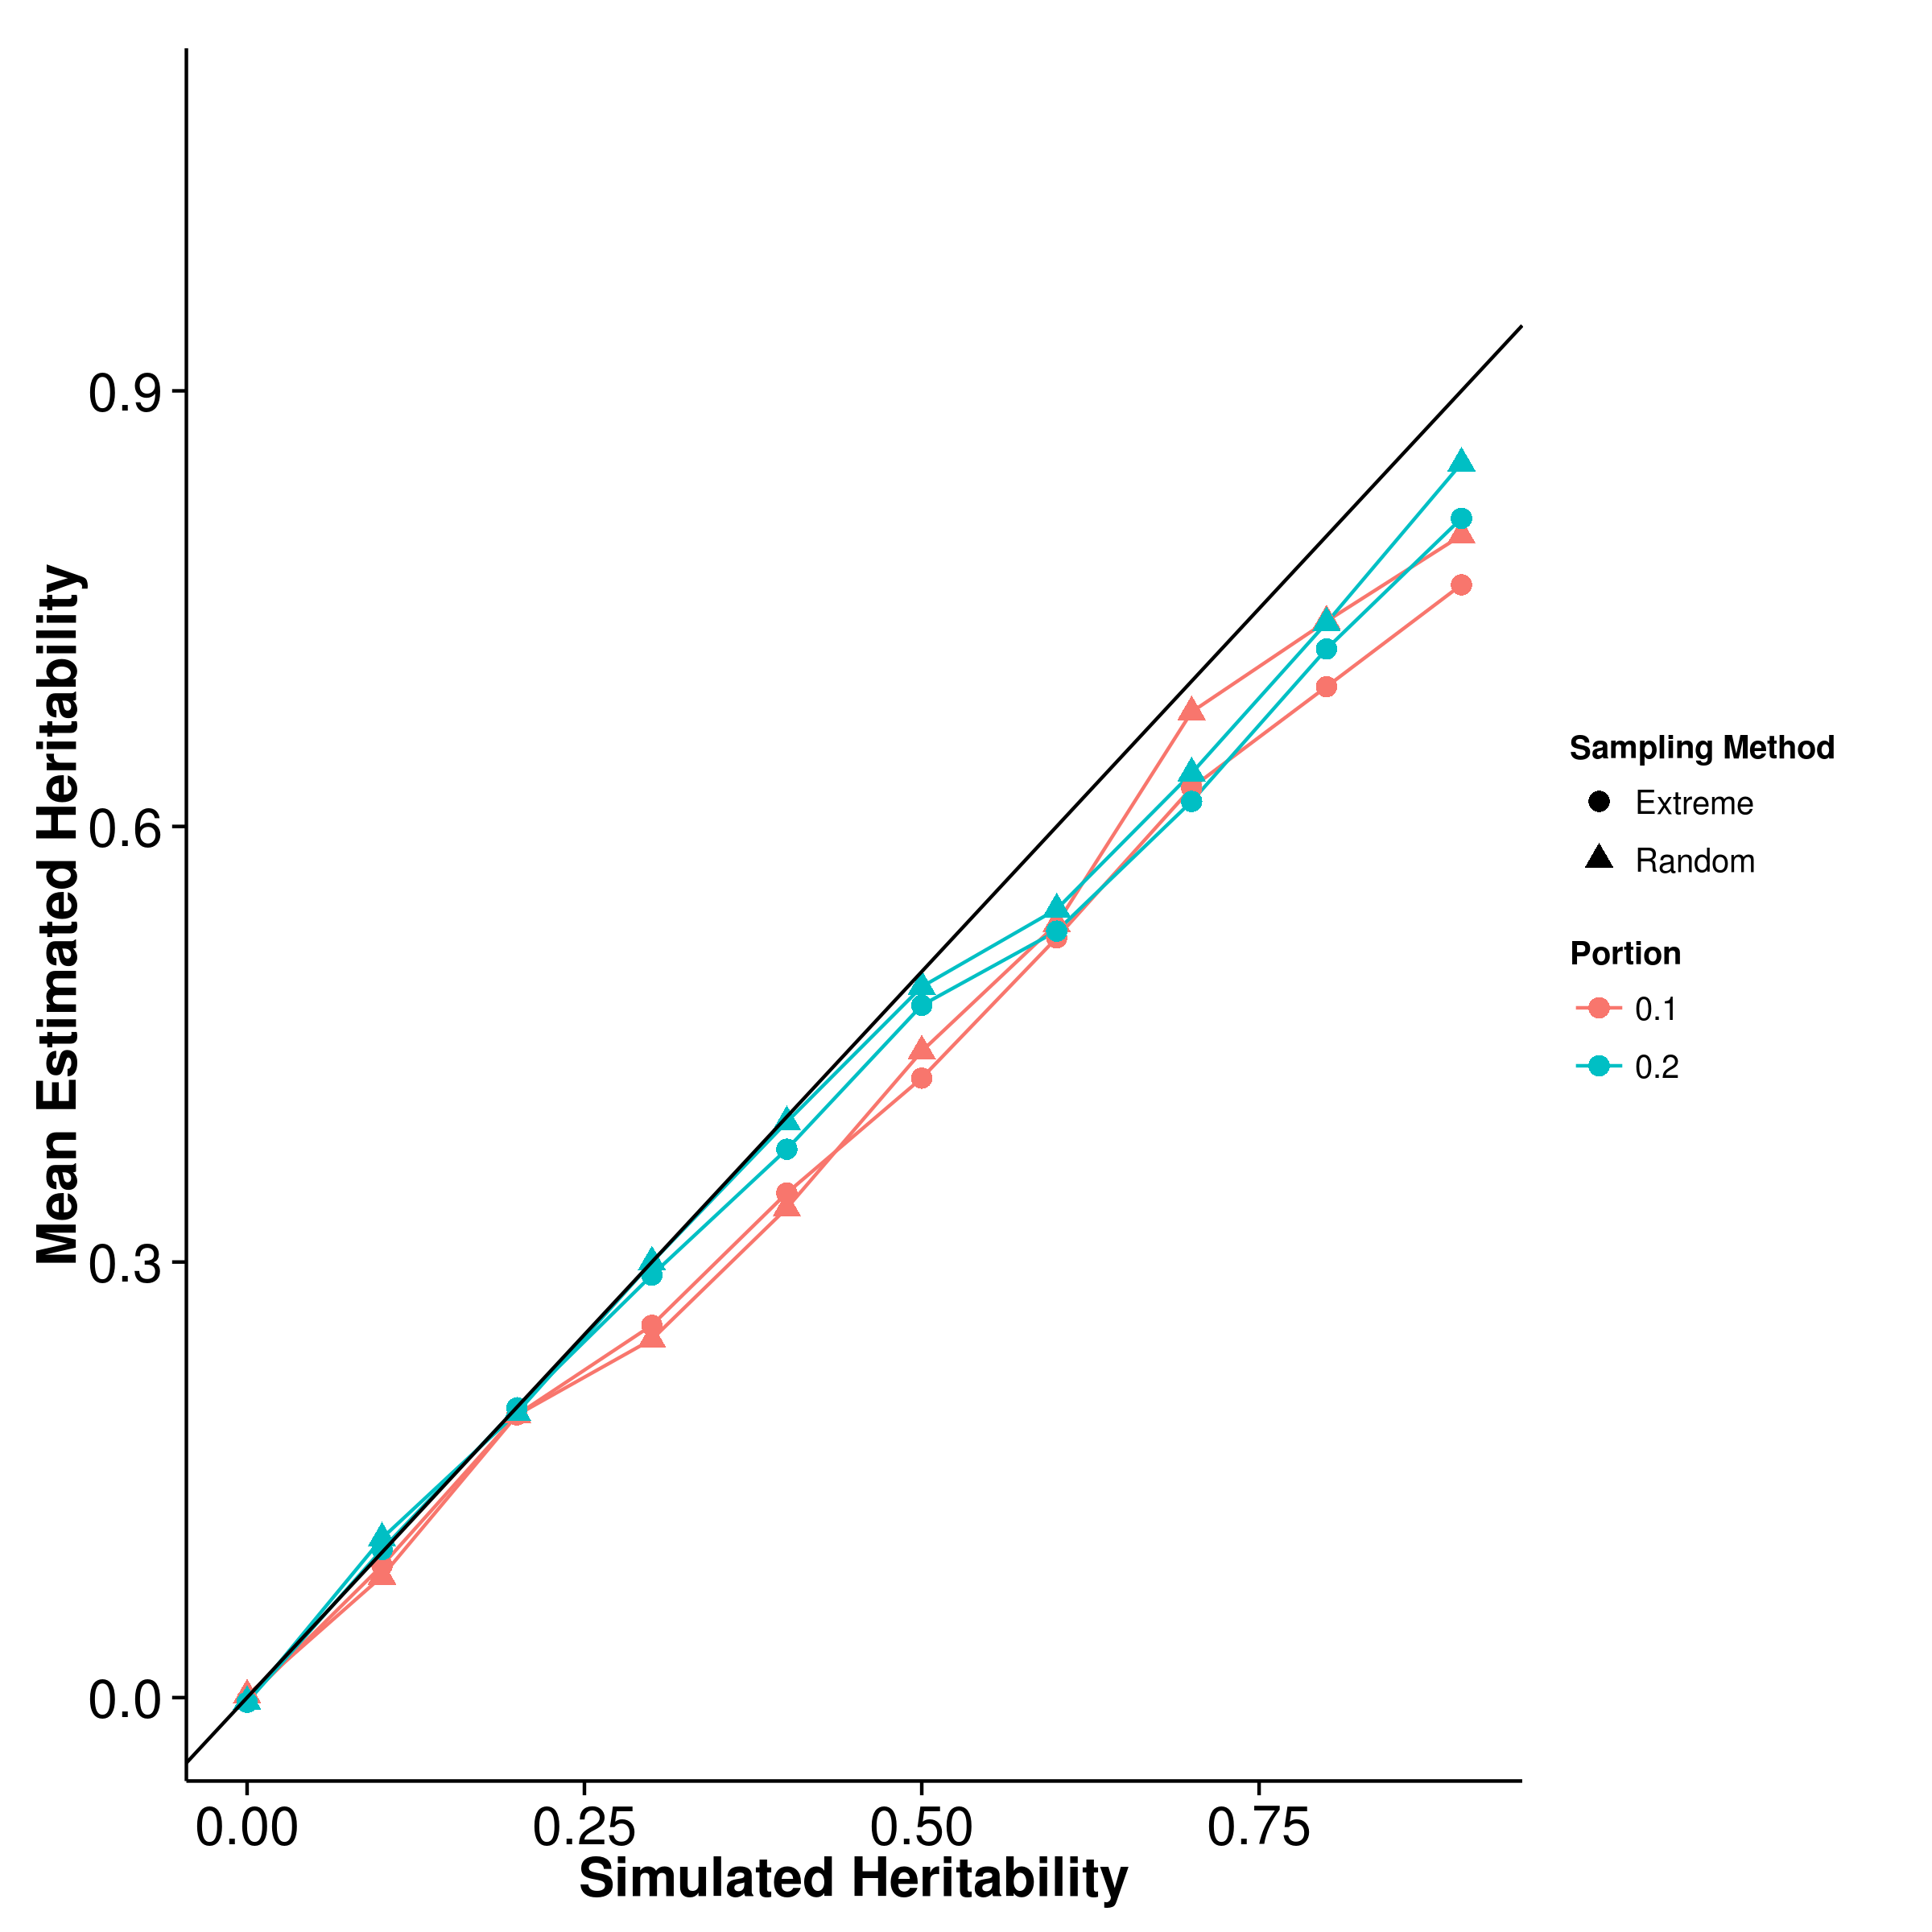 Mean Estimated Heritability
0.9
0.6
0.3
0.0
0.00 0.25 0.50 0.75
Simulated Heritability
Sampling Method
Extreme
Random
Portion
0.1
0.2